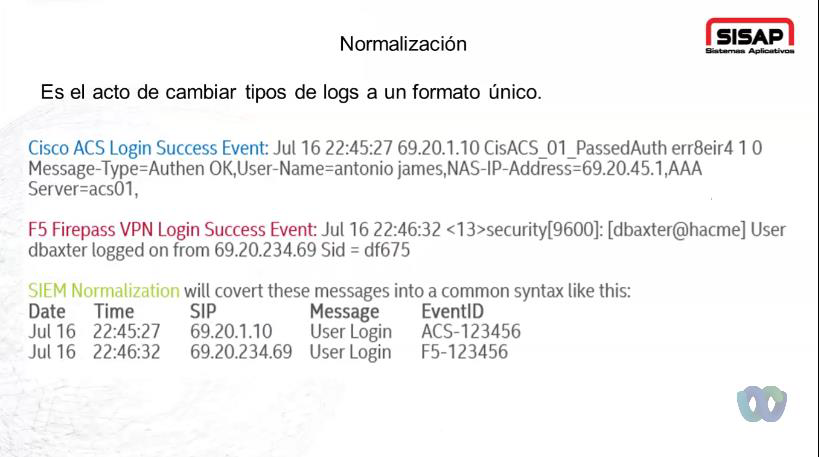 Normalización
SISAP
Sistemas Aplicativos
Es el acto de cambiar tipos de logs a un formato único.
Cisco ACS Login Success Event: Jul 16 22:45:27 69.20.1.10 CisACS_01_PassedAuth err8eir4 1 0
Message-Type=Authen OK,User-Name=antonio james,NAS-IP-Address=69.20.45.1,AAA
Server=acs01,
F5 Firepass VPN Login Success Event: Jul 16 22:46:32 <13>security[9600]: [dbaxter@hacme] User
dbaxter logged on from 69.20.234.69 Sid = df675
SIEM Normalization will covert these messages into a common syntax like this:
Date Time SIP Message EventID
Jul 16 22:45:27 69.20.1.10 User Login ACS-123456
Jul 16 22:46:32 69.20.234.69 User Login F5-123456